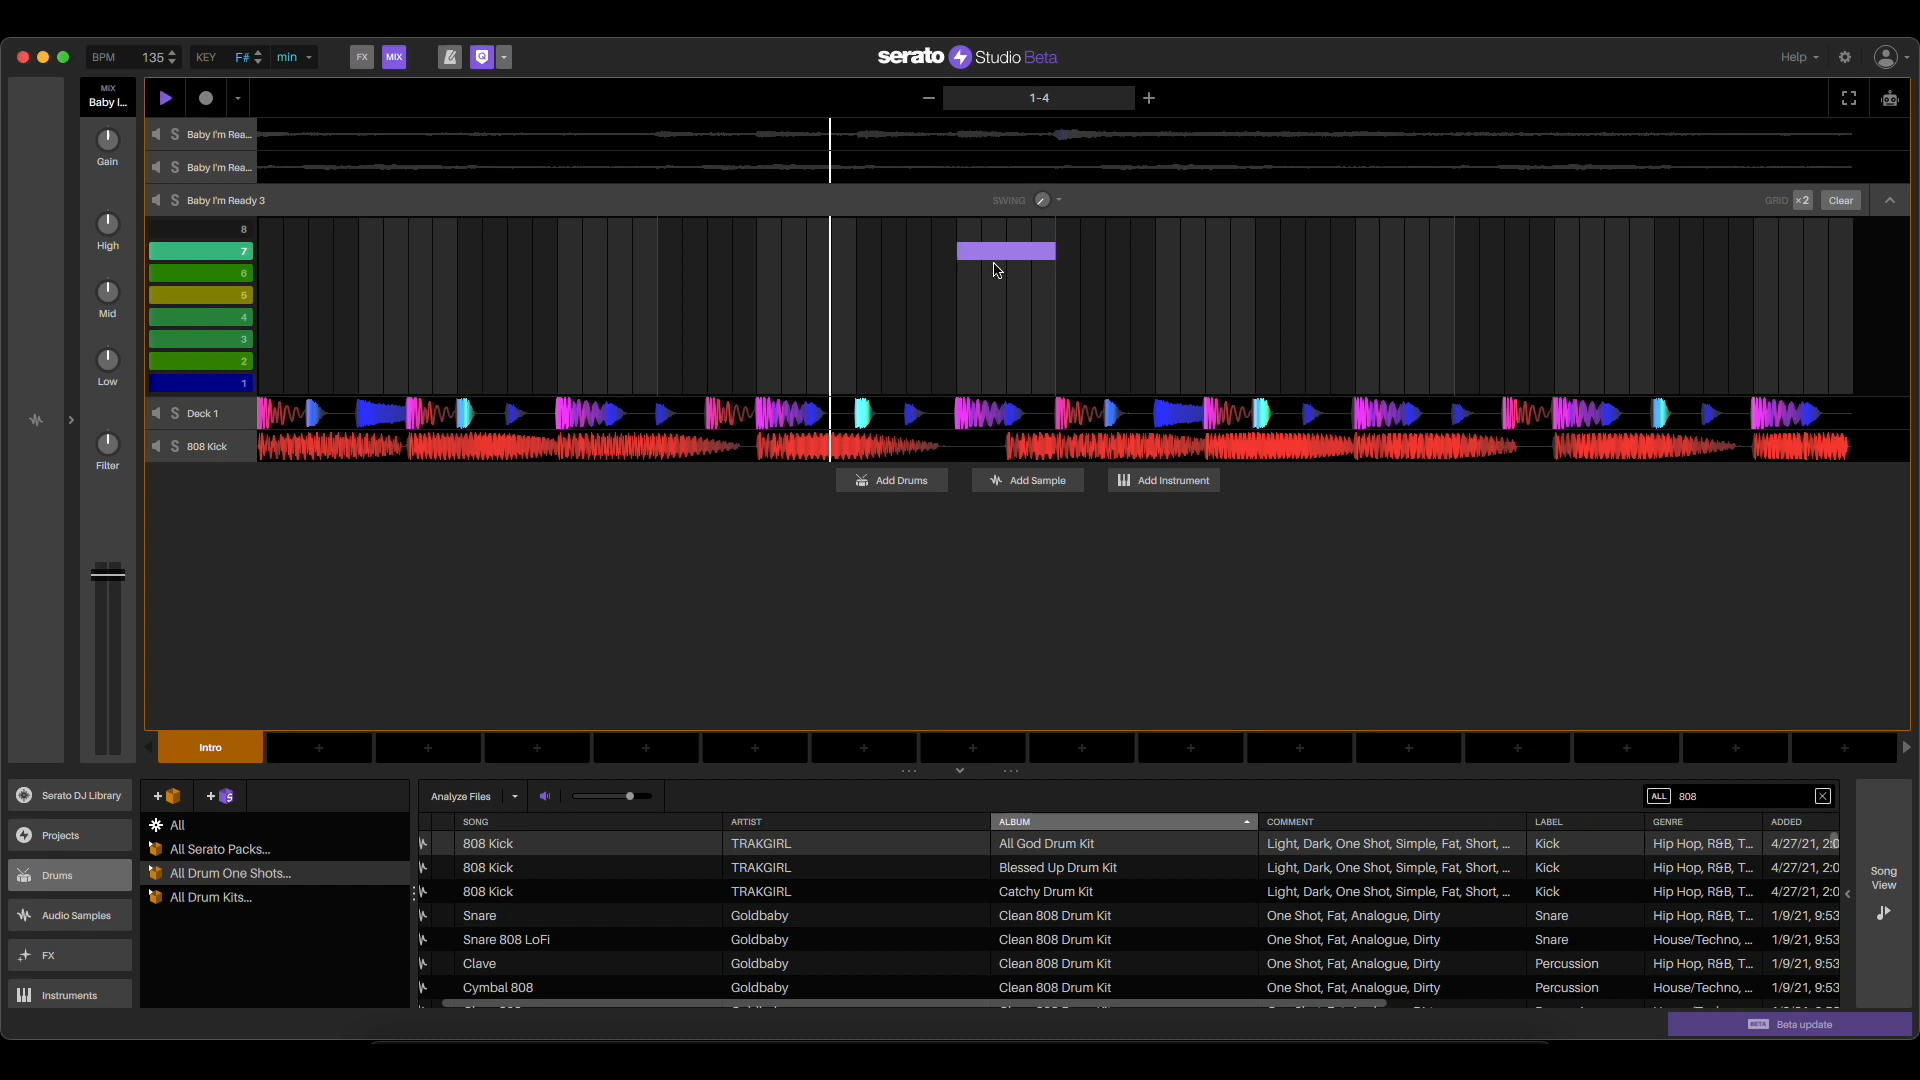 BPM 135 KEY F# min FX MIX serato Studio Beta Help
MIX
Baby I... 1-4
Gain
High
Mid
Low
Filter
S Baby I'm Rea...
S Baby I'm Rea...
S Baby I'm Ready 3 SWING GRID x2 Clear
8
7
6
5
4
3
2
1
S Deck 1
S 808 Kick
Add Drums Add Sample Add Instrument
Intro
Serato DJ Library
Projects
Drums
Audio Samples
FX
Instruments
All
All Serato Packs...
All Drum One Shots...
All Drum Kits...
Analyze Files ALL 808
SONG ARTIST ALBUM COMMENT LABEL GENRE ADDED
808 Kick TRAKGIRL All God Drum Kit Light, Dark, One Shot, Simple, Fat, Short, ... Kick Hip Hop, R&B, T... 4/27/21, 2:0
808 Kick TRAKGIRL Blessed Up Drum Kit Light, Dark, One Shot, Simple, Fat, Short, ... Kick Hip Hop, R&B, T... 4/27/21, 2:0
808 Kick TRAKGIRL Catchy Drum Kit Light, Dark, One Shot, Simple, Fat, Short, ... Kick Hip Hop, R&B, T... 4/27/21, 2:0
Snare Goldbaby Clean 808 Drum Kit One Shot, Fat, Analogue, Dirty Snare Hip Hop, R&B, T... 1/9/21, 9:53
Snare 808 LoFi Goldbaby Clean 808 Drum Kit One Shot, Fat, Analogue, Dirty Snare House/Techno, ... 1/9/21, 9:53
Clave Goldbaby Clean 808 Drum Kit One Shot, Fat, Analogue, Dirty Percussion Hip Hop, R&B, T... 1/9/21, 9:53
Cymbal 808 Goldbaby Clean 808 Drum Kit One Shot, Fat, Analogue, Dirty Percussion House/Techno, ... 1/9/21, 9:53
Song
View
BETA Beta update